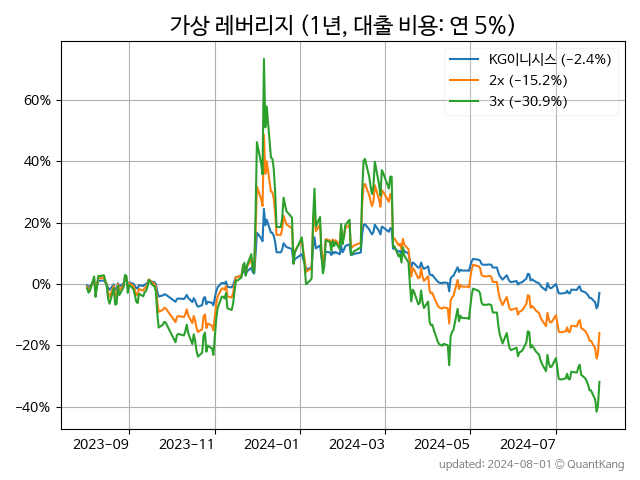 가상 레버리지 (1년, 대출 비용: 연 5%)
KG이니시스 (−2.4%)
2x (−15.2%)
3x (−30.9%)
60%
40%
20%
0%
−20%
−40%
2023-09 2023-11 2024-01 2024-03 2024-05 2024-07
updated: 2024-08-01 © QuantKang